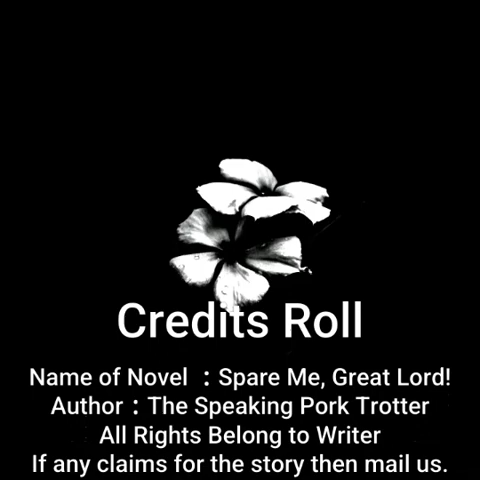 Credits Roll
Name of Novel : Spare Me, Great Lord!
Author : The Speaking Pork Trotter
All Rights Belong to Writer
If any claims for the story then mail us.